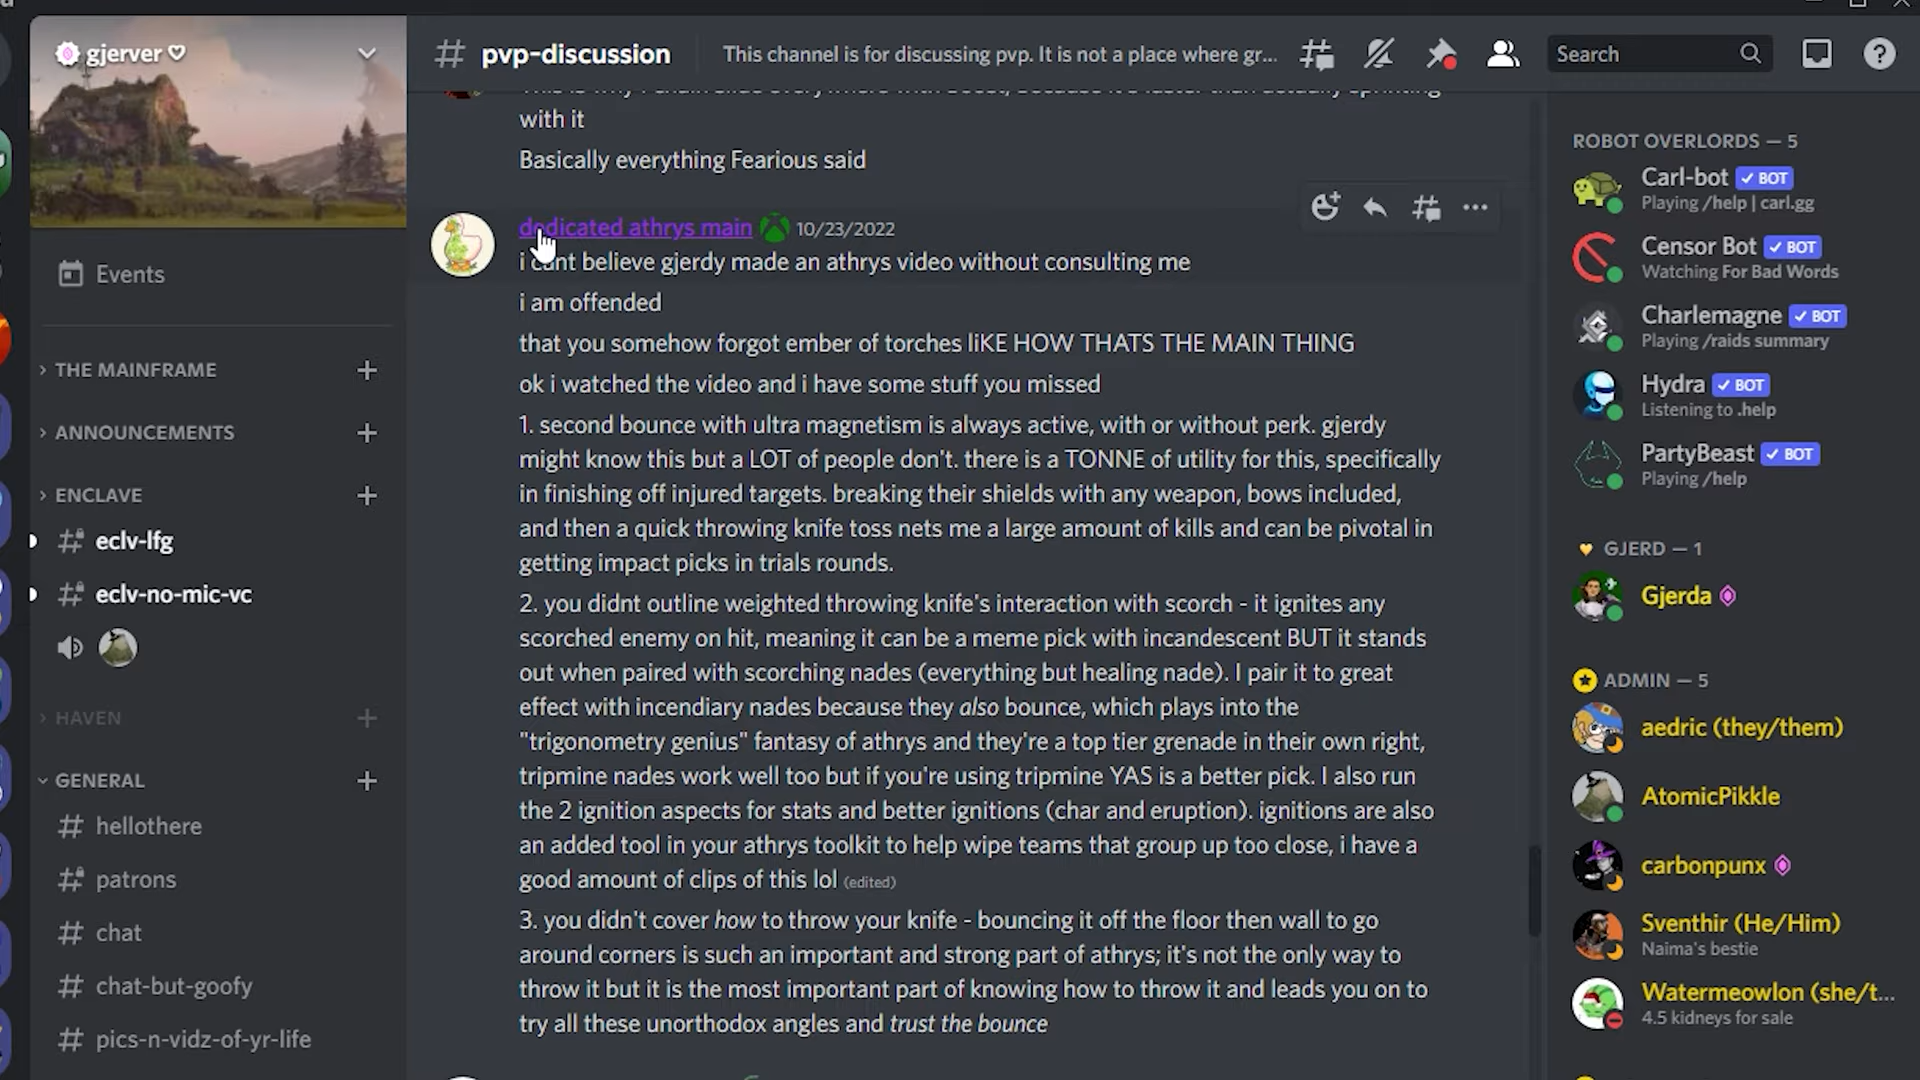 gjerver ♡
Events
THE MAINFRAME
ANNOUNCEMENTS
ENCLAVE
eclv-lfg
eclv-no-mic-vc
HAVEN
GENERAL
hellothere
patrons
chat
chat-but-goofy
pics-n-vidz-of-yr-life
pvp-discussion
This channel is for discussing pvp. It is not a place where gr...
Search
with it
Basically everything Fearious said
dedicated athrys main 10/23/2022
i cant believe gjerdy made an athrys video without consulting me
i am offended
that you somehow forgot ember of torches liKE HOW THATS THE MAIN THING
ok i watched the video and i have some stuff you missed
1. second bounce with ultra magnetism is always active, with or without perk. gjerdy
might know this but a LOT of people don't. there is a TONNE of utility for this, specifically
in finishing off injured targets. breaking their shields with any weapon, bows included,
and then a quick throwing knife toss nets me a large amount of kills and can be pivotal in
getting impact picks in trials rounds.
2. you didnt outline weighted throwing knife's interaction with scorch - it ignites any
scorched enemy on hit, meaning it can be a meme pick with incandescent BUT it stands
out when paired with scorching nades (everything but healing nade). I pair it to great
effect with incendiary nades because they also bounce, which plays into the
"trigonometry genius" fantasy of athrys and they're a top tier grenade in their own right,
tripmine nades work well too but if you're using tripmine YAS is a better pick. I also run
the 2 ignition aspects for stats and better ignitions (char and eruption). ignitions are also
an added tool in your athrys toolkit to help wipe teams that group up too close, i have a
good amount of clips of this lol (edited)
3. you didn't cover how to throw your knife - bouncing it off the floor then wall to go
around corners is such an important and strong part of athrys; it's not the only way to
throw it but it is the most important part of knowing how to throw it and leads you on to
try all these unorthodox angles and trust the bounce
ROBOT OVERLORDS — 5
Carl-bot ✓ BOT
Playing /help | carl.gg
Censor Bot ✓ BOT
Watching For Bad Words
Charlemagne ✓ BOT
Playing /raids summary
Hydra ✓ BOT
Listening to .help
PartyBeast ✓ BOT
Playing /help
GJERD — 1
Gjerda
ADMIN — 5
aedric (they/them)
AtomicPikkle
carbonpunx
Sventhir (He/Him)
Naima's bestie
Watermeowlon (she/t...
4.5 kidneys for sale